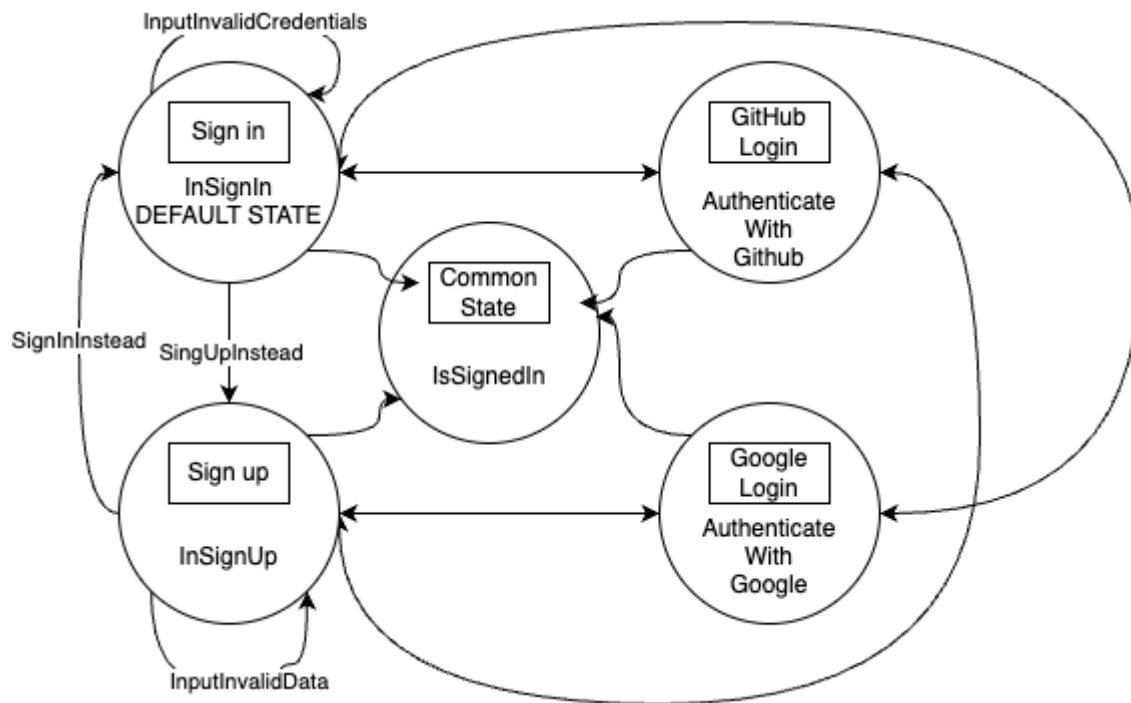 InputInvalidCredentials
Sign in
InSignIn
DEFAULT STATE
GitHub
Login
Authenticate
With
Github
Common
State
IsSignedIn
SignInInstead
SingUpInstead
Sign up
InSignUp
Google
Login
Authenticate
With
Google
InputInvalidData